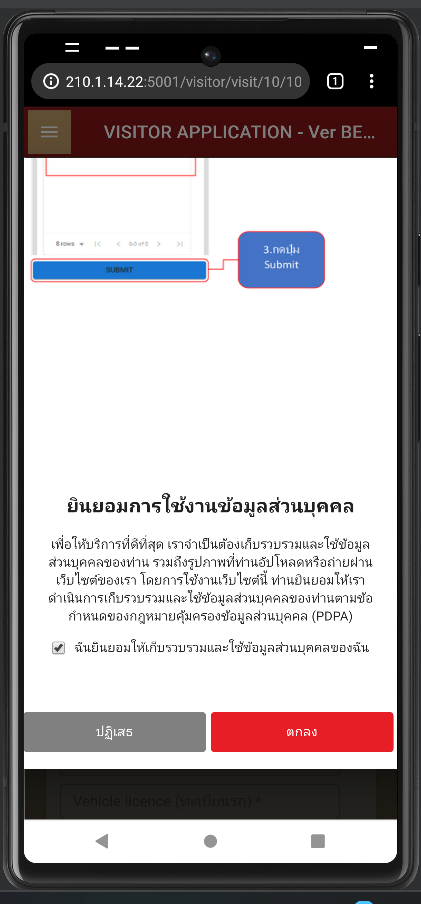 210.1.14.22:5001/visitor/visit/10/10
1
VISITOR APPLICATION - Ver BE...
8 rows
0-0 of 0
SUBMIT
3.กดปุ่ม
Submit
ยินยอมการใช้งานข้อมูลส่วนบุคคล
เพื่อให้บริการที่ดีที่สุด เราจำเป็นต้องเก็บรวบรวมและใช้ข้อมูล
ส่วนบุคคลของท่าน รวมถึงรูปภาพที่ท่านอัปโหลดหรือถ่ายผ่าน
เว็บไซต์ของเรา โดยการใช้งานเว็บไซต์นี้ ท่านยินยอมให้เรา
ดำเนินการเก็บรวบรวมและใช้ข้อมูลส่วนบุคคลของท่านตามข้อ
กำหนดของกฎหมายคุ้มครองข้อมูลส่วนบุคคล (PDPA)
ฉันยินยอมให้เก็บรวบรวมและใช้ข้อมูลส่วนบุคคลของฉัน
ปฏิเสธ
ตกลง
Vehicle licence (ทะเบียนรถ) *